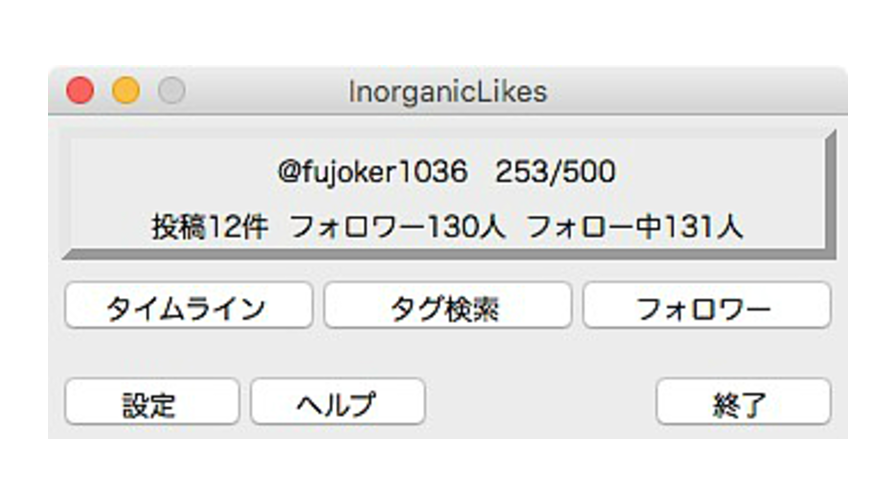 InorganicLikes
@fujoker1036 253/500
投稿12件 フォロワー130人 フォロー中131人
タイムライン タグ検索 フォロワー
設定 ヘルプ 終了